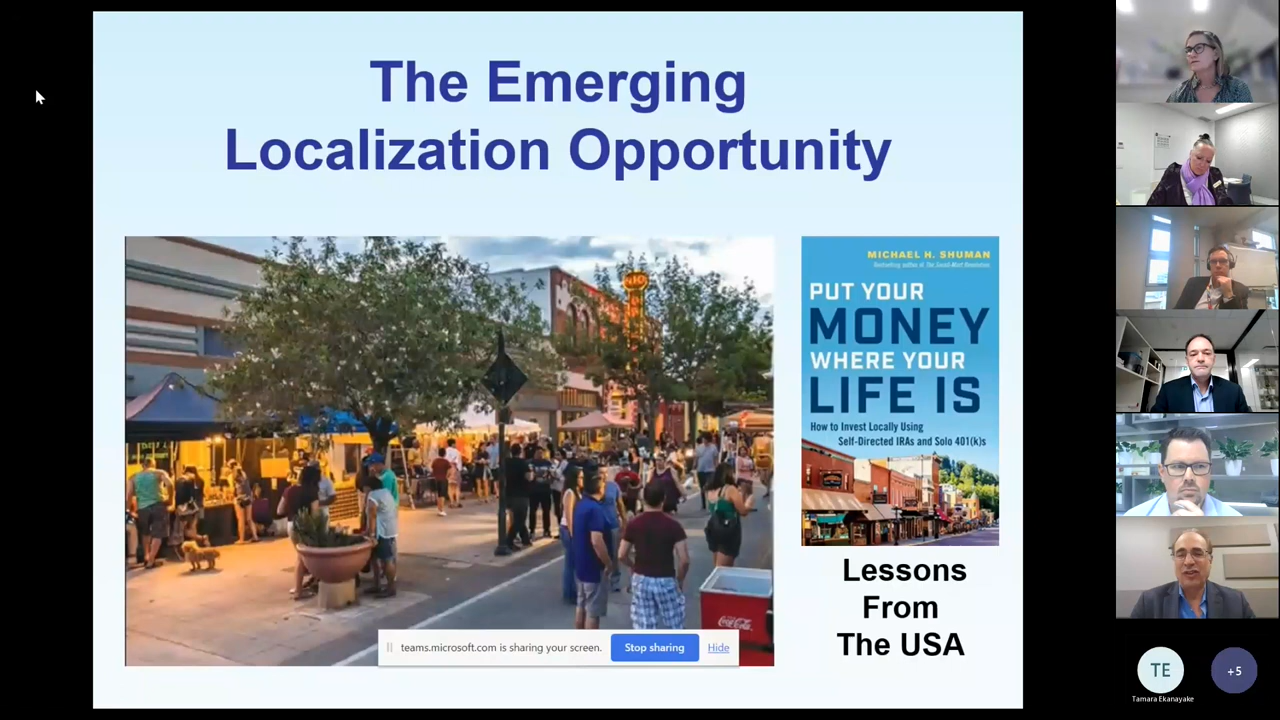 The Emerging
Localization Opportunity
MICHAEL H. SHUMAN
Bestselling author of The Small-Mart Revolution
PUT YOUR
MONEY
WHERE YOUR
LIFE IS
How to Invest Locally Using
Self-Directed IRAs and Solo 401(k)s
Coca-Cola
Lessons
From
The USA
teams.microsoft.com is sharing your screen.
Stop sharing
Hide
TE
+5
Tamara Ekanayake